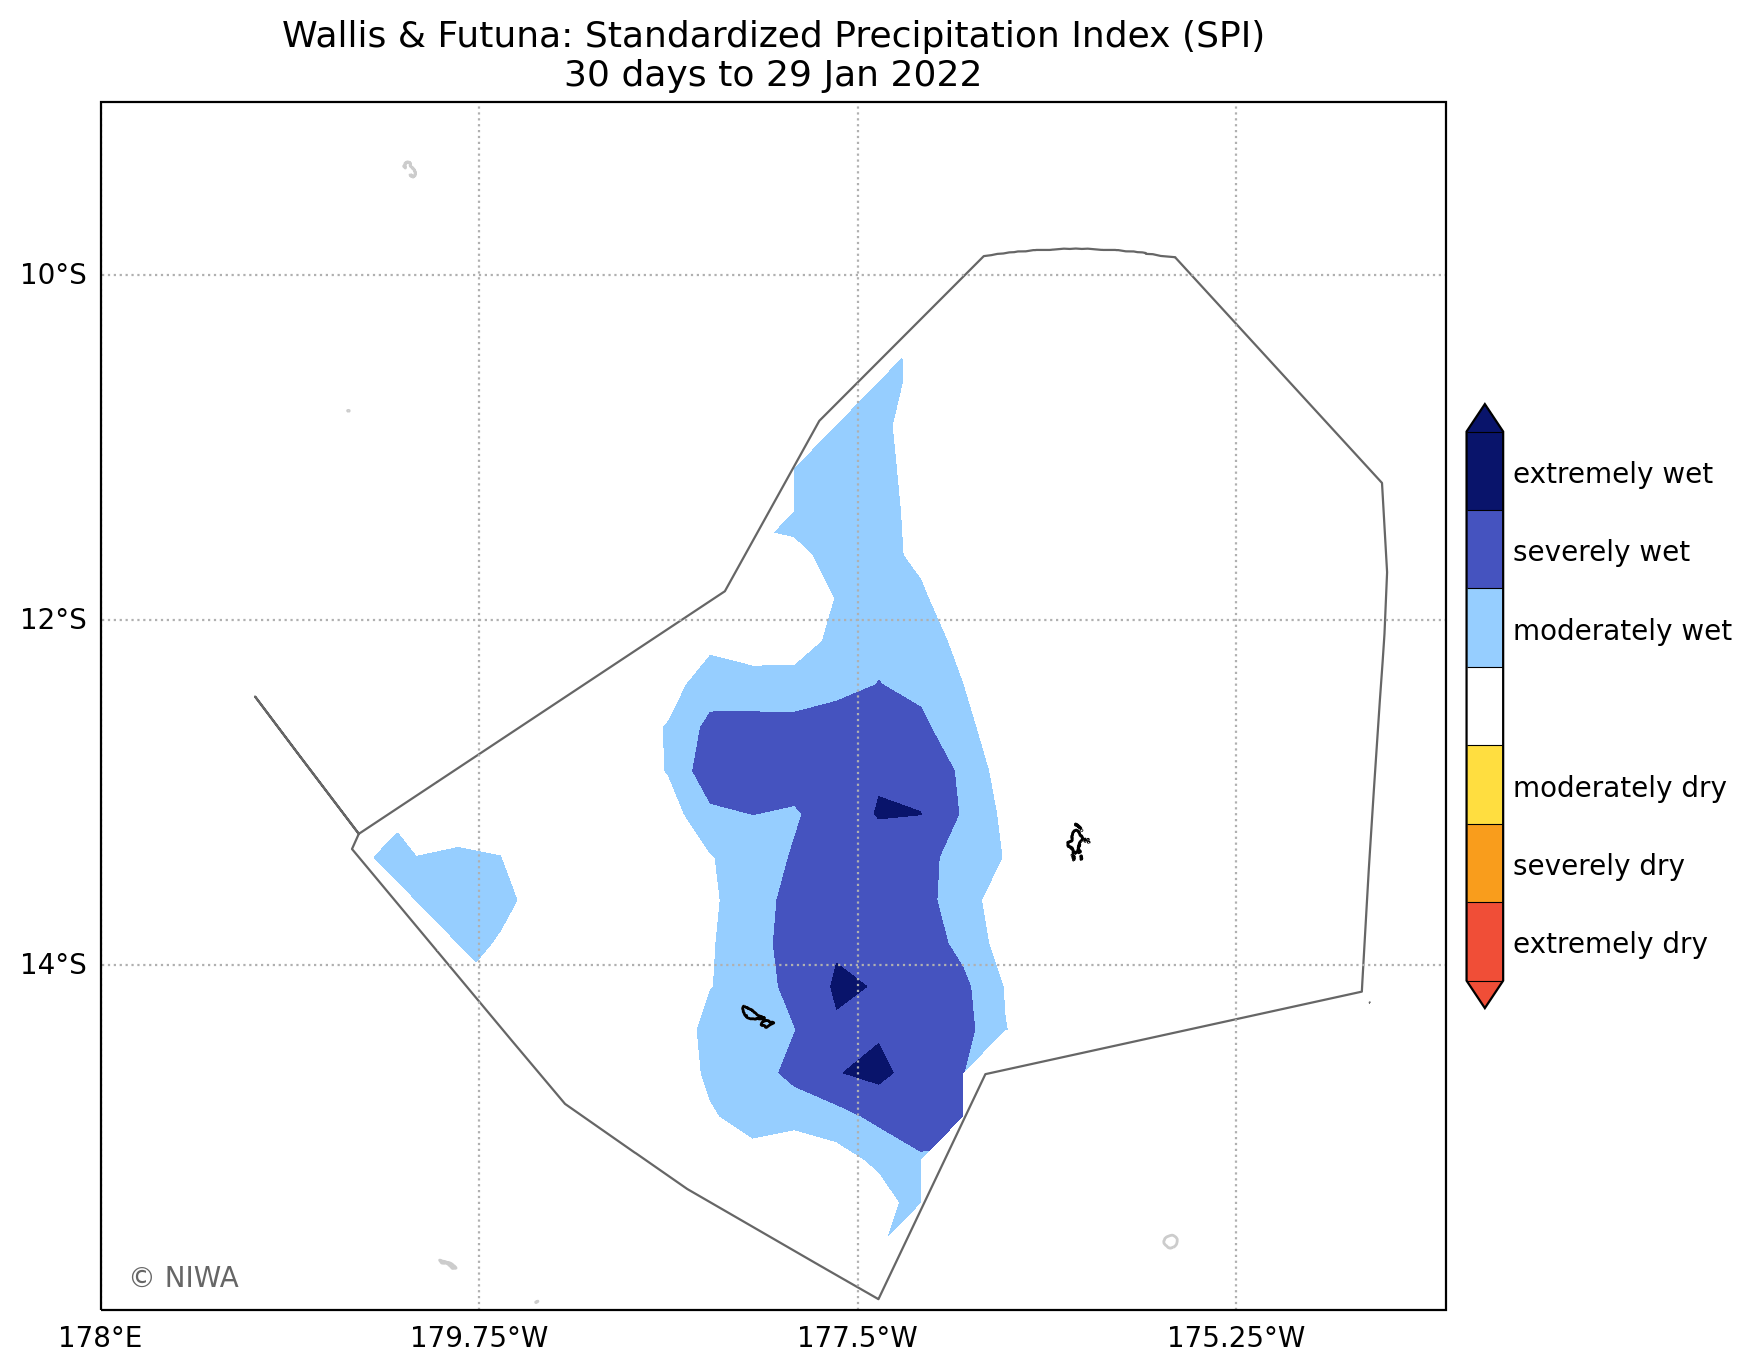 Wallis & Futuna: Standardized Precipitation Index (SPI)
30 days to 29 Jan 2022
10°S
12°S
14°S
178°E
179.75°W
177.5°W
175.25°W
extremely wet
severely wet
moderately wet
moderately dry
severely dry
extremely dry
© NIWA